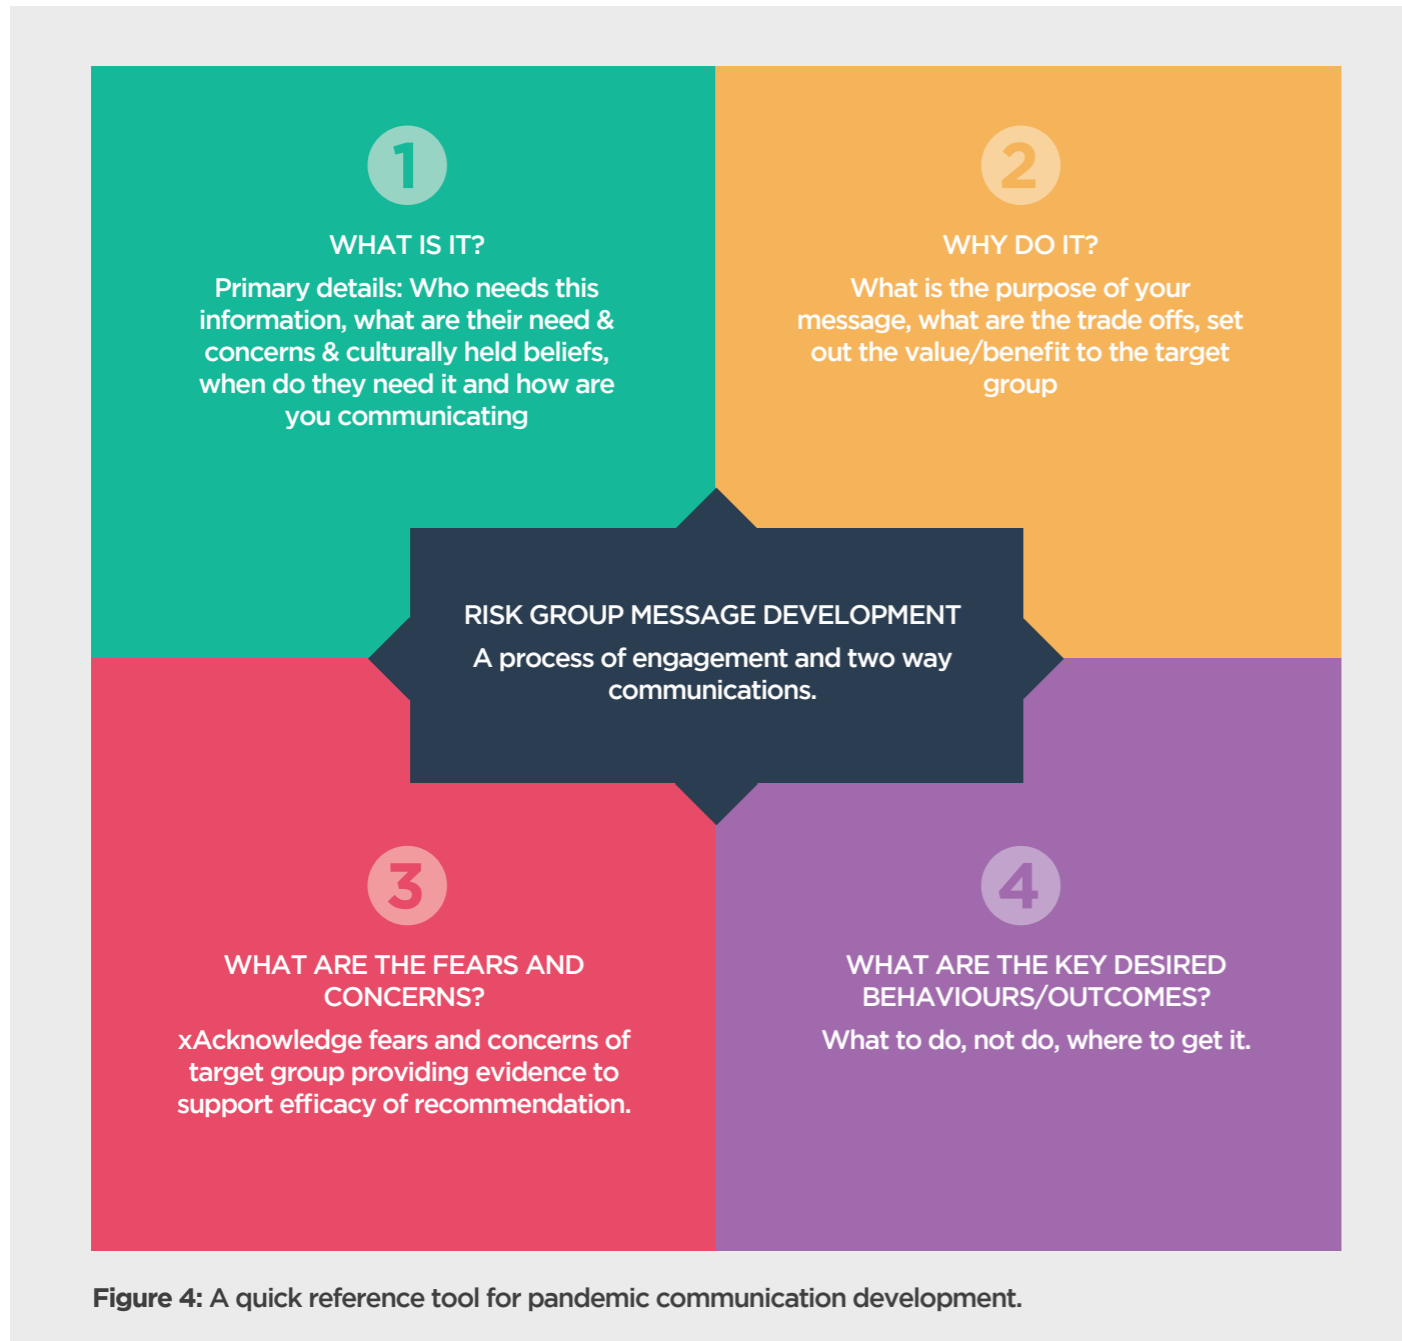 1
WHAT IS IT?
Primary details: Who needs this
information, what are their need &
concerns & culturally held beliefs,
when do they need it and how are
you communicating
2
WHY DO IT?
What is the purpose of your
message, what are the trade offs, set
out the value/benefit to the target
group
RISK GROUP MESSAGE DEVELOPMENT
A process of engagement and two way
communications.
3
WHAT ARE THE FEARS AND
CONCERNS?
xAcknowledge fears and concerns of
target group providing evidence to
support efficacy of recommendation.
4
WHAT ARE THE KEY DESIRED
BEHAVIOURS/OUTCOMES?
What to do, not do, where to get it.
Figure 4: A quick reference tool for pandemic communication development.